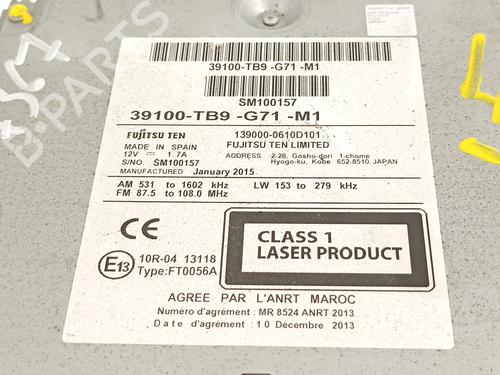 39100-TB9 -G71 -M1
SM100157
39100-TB9 -G71 -M1
FUJITSU TEN 139000-0610D101
MADE IN SPAIN FUJITSU TEN LIMITED
12V 1.7A ADDRESS 2-28, Gosho-dori 1-chome
S/NO. SM100157 Hyogo-ku, Kobe 652-8510, JAPAN
MANUFACTURED January 2015
AM 531 to 1602 kHz LW 153 to 279 kHz
FM 87.5 to 108.0 MHz
CE
CLASS 1
LASER PRODUCT
E13 10R-04 13118
Type:FT0056A
AGREE PAR L'ANRT MAROC
Numéro d'agrément : MR 8524 ANRT 2013
Date d'agrément : 10 Décembre 2013